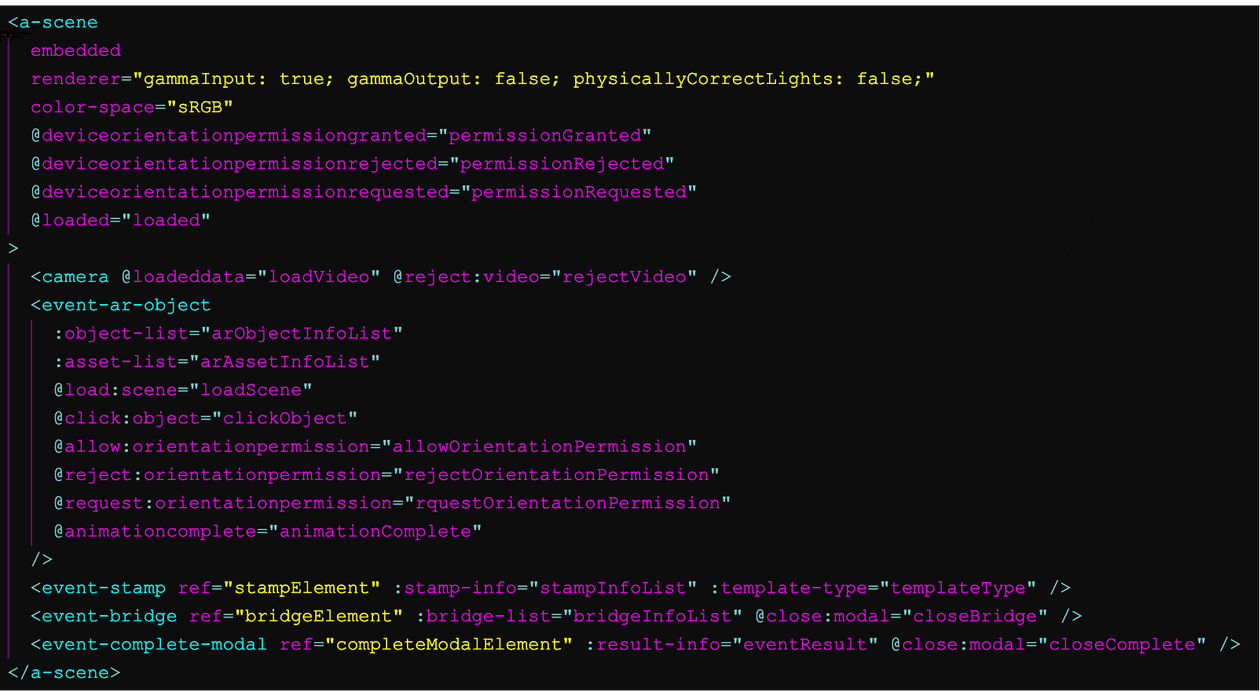 <a-scene
embedded
renderer="gammaInput: true; gammaOutput: false; physicallyCorrectLights: false;"
color-space="sRGB"
@deviceorientationpermissiongranted="permissionGranted"
@deviceorientationpermissionrejected="permissionRejected"
@deviceorientationpermissionrequested="permissionRequested"
@loaded="loaded"
>
<camera @loadeddata="loadVideo" @reject:video="rejectVideo" />
<event-ar-object
:object-list="arObjectInfoList"
:asset-list="arAssetInfoList"
@load:scene="loadScene"
@click:object="clickObject"
@allow:orientationpermission="allowOrientationPermission"
@reject:orientationpermission="rejectOrientationPermission"
@request:orientationpermission="rquestOrientationPermission"
@animationcomplete="animationComplete"
/>
<event-stamp ref="stampElement" :stamp-info="stampInfoList" :template-type="templateType" />
<event-bridge ref="bridgeElement" :bridge-list="bridgeInfoList" @close:modal="closeBridge" />
<event-complete-modal ref="completeModalElement" :result-info="eventResult" @close:modal="closeComplete" />
</a-scene>